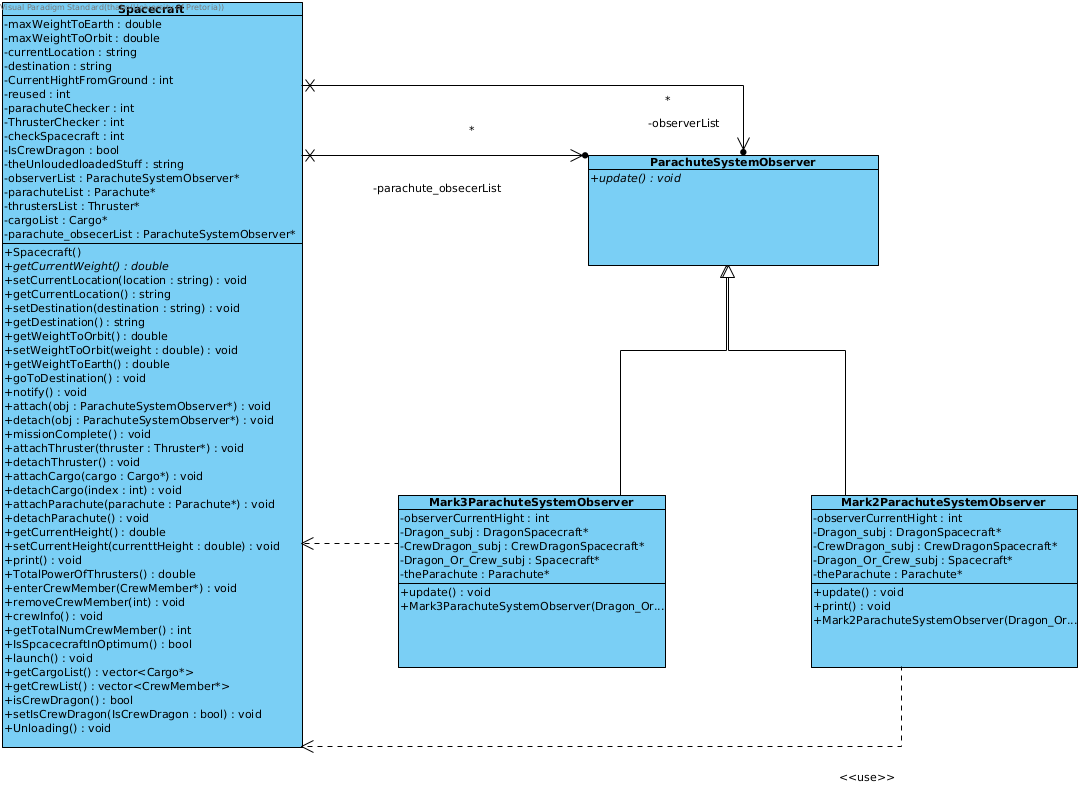 Visual Paradigm Standard(tha Pretoria))
Spacecraft
-maxWeightToEarth : double
-maxWeightToOrbit : double
-currentLocation : string
-destination : string
-CurrentHightFromGround : int
-reused : int
-parachuteChecker : int
-ThrusterChecker : int
-checkSpacecraft : int
-IsCrewDragon : bool
-theUnloudedloadedStuff : string
-observerList : ParachuteSystemObserver*
-parachuteList : Parachute*
-thrustersList : Thruster*
-cargoList : Cargo*
-parachute_obsecerList : ParachuteSystemObserver*
+Spacecraft()
+getCurrentWeight() : double
+setCurrentLocation(location : string) : void
+getCurrentLocation() : string
+setDestination(destination : string) : void
+getDestination() : string
+getWeightToOrbit() : double
+setWeightToOrbit(weight : double) : void
+getWeightToEarth() : double
+goToDestination() : void
+notify() : void
+attach(obj : ParachuteSystemObserver*) : void
+detach(obj : ParachuteSystemObserver*) : void
+missionComplete() : void
+attachThruster(thruster : Thruster*) : void
+detachThruster() : void
+attachCargo(cargo : Cargo*) : void
+detachCargo(index : int) : void
+attachParachute(parachute : Parachute*) : void
+detachParachute() : void
+getCurrentHeight() : double
+setCurrentHeight(currenttHeight : double) : void
+print() : void
+TotalPowerOfThrusters() : double
+enterCrewMember(CrewMember*) : void
+removeCrewMember(int) : void
+crewInfo() : void
+getTotalNumCrewMember() : int
+IsSpcacecraftInOptimum() : bool
+launch() : void
+getCargoList() : vector<Cargo*>
+getCrewList() : vector<CrewMember*>
+isCrewDragon() : bool
+setIsCrewDragon(IsCrewDragon : bool) : void
+Unloading() : void
*
-observerList
*
-parachute_obsecerList
ParachuteSystemObserver
+update() : void
Mark3ParachuteSystemObserver
-observerCurrentHight : int
-Dragon_subj : DragonSpacecraft*
-CrewDragon_subj : CrewDragonSpacecraft*
-Dragon_Or_Crew_subj : Spacecraft*
-theParachute : Parachute*
+update() : void
+Mark3ParachuteSystemObserver(Dragon_Or...
Mark2ParachuteSystemObserver
-observerCurrentHight : int
-Dragon_subj : DragonSpacecraft*
-CrewDragon_subj : CrewDragonSpacecraft*
-Dragon_Or_Crew_subj : Spacecraft*
-theParachute : Parachute*
+update() : void
+print() : void
+Mark2ParachuteSystemObserver(Dragon_Or...
<<use>>